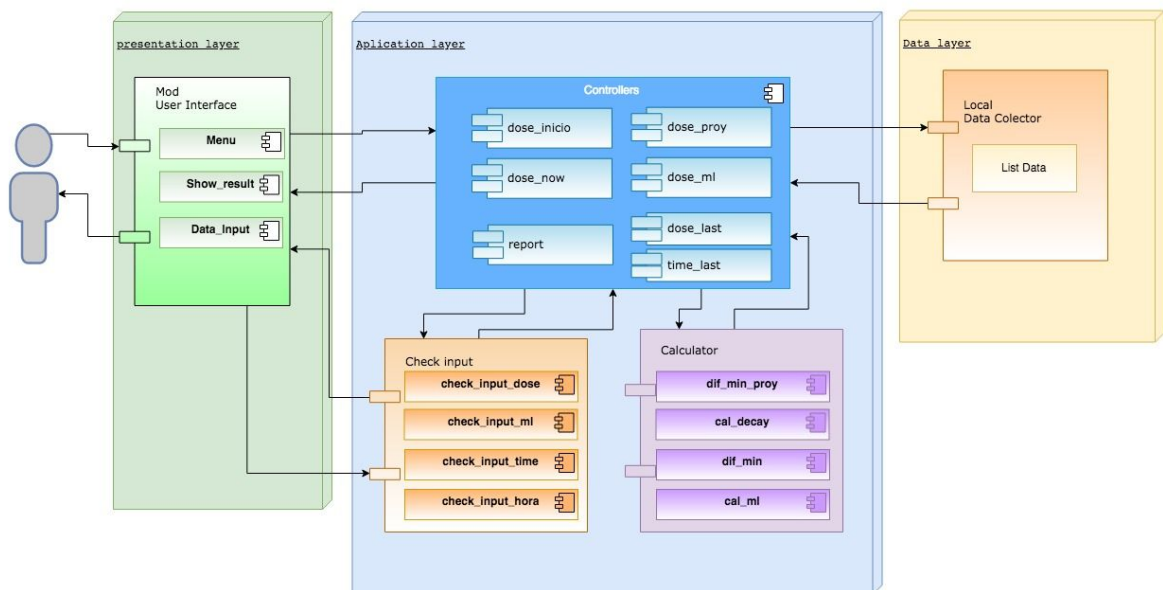 presentation layer
Mod
User Interface
Menu
Show_result
Data_Input
Aplication layer
Controllers
dose_inicio
dose_now
report
dose_proy
dose_ml
dose_last
time_last
Check input
check_input_dose
check_input_ml
check_input_time
check_input_hora
Calculator
dif_min_proy
cal_decay
dif_min
cal_ml
Data layer
Local
Data Colector
List Data